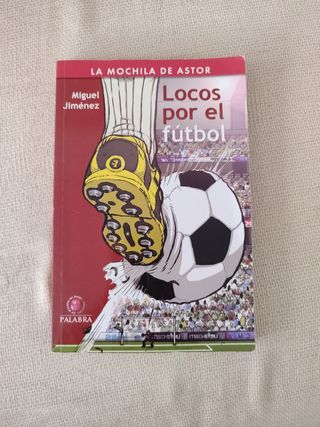 LA MOCHILA DE ASTOR
Miguel
Jiménez
Locos
por el
fútbol
PALABRA